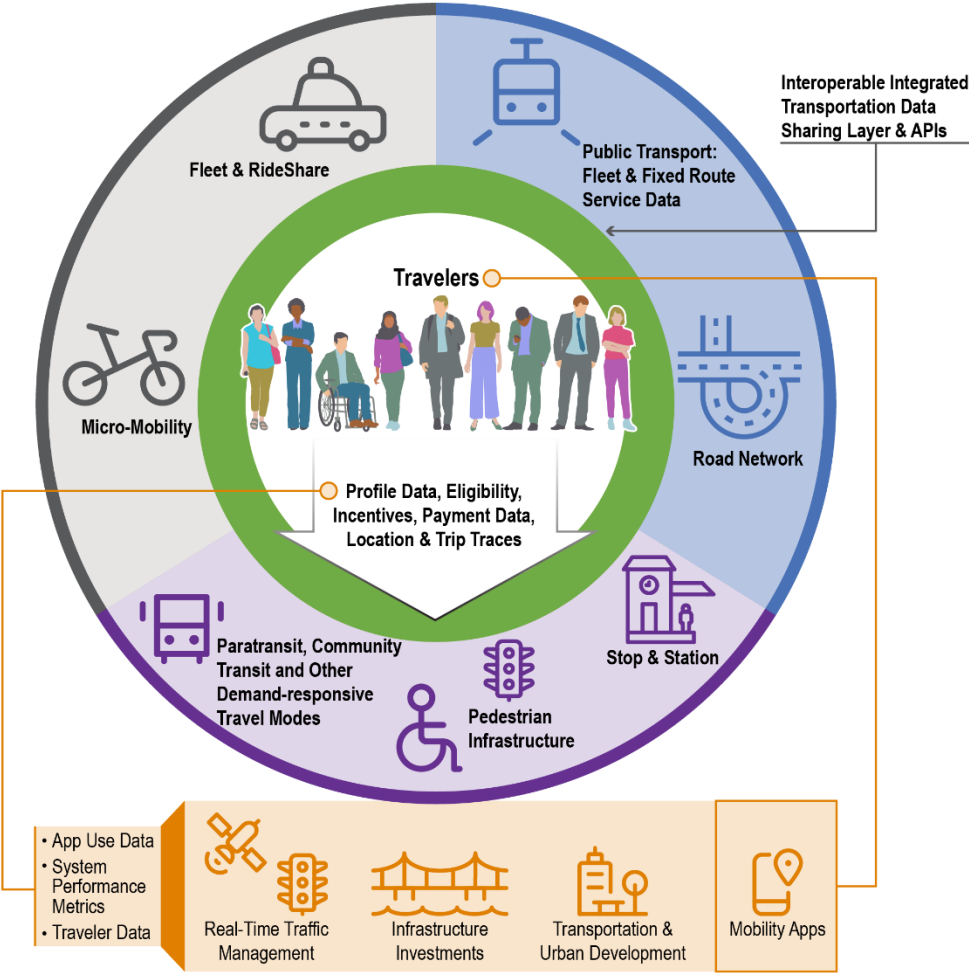 Interoperable Integrated
Transportation Data
Sharing Layer & APIs
Fleet & RideShare
Public Transport:
Fleet & Fixed Route
Service Data
Travelers
Micro-Mobility
Road Network
Profile Data, Eligibility,
Incentives, Payment Data,
Location & Trip Traces
Paratransit, Community
Transit and Other
Demand-responsive
Travel Modes
Pedestrian
Infrastructure
Stop & Station
• App Use Data
• System
Performance
Metrics
• Traveler Data
Real-Time Traffic
Management
Infrastructure
Investments
Transportation &
Urban Development
Mobility Apps